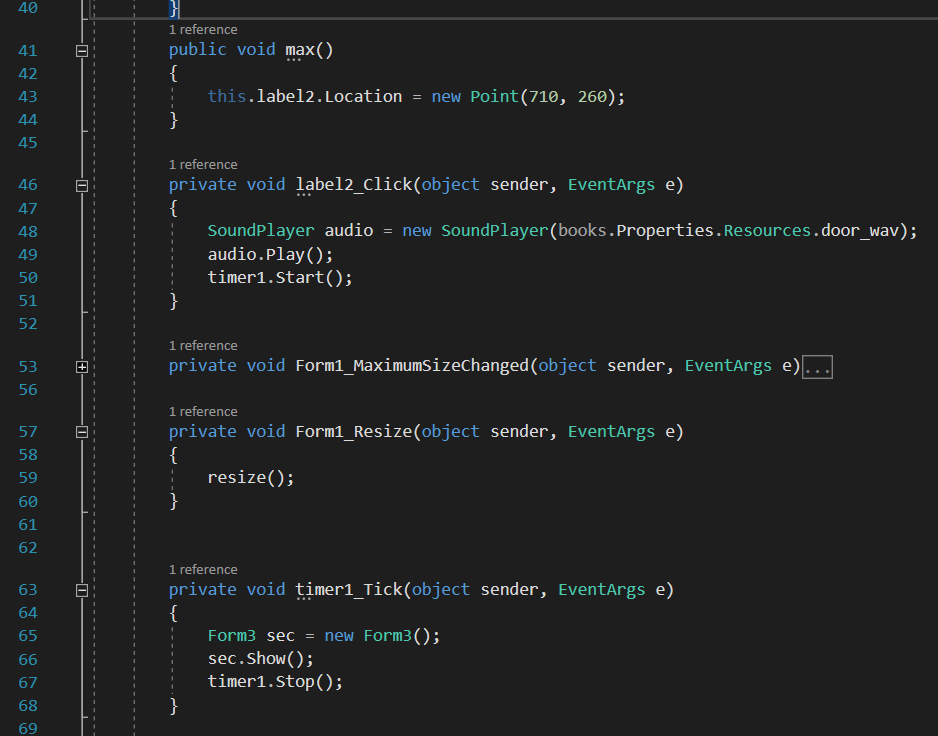 40 }
1 reference
41 public void max()
42 {
43 this.label2.Location = new Point(710, 260);
44 }
45
1 reference
46 private void label2_Click(object sender, EventArgs e)
47 {
48 SoundPlayer audio = new SoundPlayer(books.Properties.Resources.door_wav);
49 audio.Play();
50 timer1.Start();
51 }
52
1 reference
53 private void Form1_MaximumSizeChanged(object sender, EventArgs e)...
56
1 reference
57 private void Form1_Resize(object sender, EventArgs e)
58 {
59 resize();
60 }
61
62
1 reference
63 private void timer1_Tick(object sender, EventArgs e)
64 {
65 Form3 sec = new Form3();
66 sec.Show();
67 timer1.Stop();
68 }
69